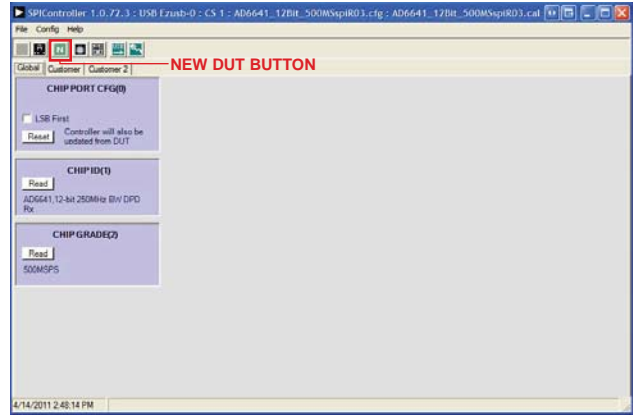 SPIController 1.0.72.3 : USB Ezusb-0 : CS 1 : AD6641_12Bit_500MSspiR03.cfg : AD6641_12Bit_500MSspiR03.cal
File Config Help
N
NEW DUT BUTTON
Global Customer Customer 2
CHIP PORT CFG(0)
LSB First
Reset Controller will also be
updated from DUT
CHIP ID(1)
Read
AD6641,12-bit 250MHz BW DPD
Rx
CHIP GRADE(2)
Read
500MSPS
4/14/2011 2:48:14 PM